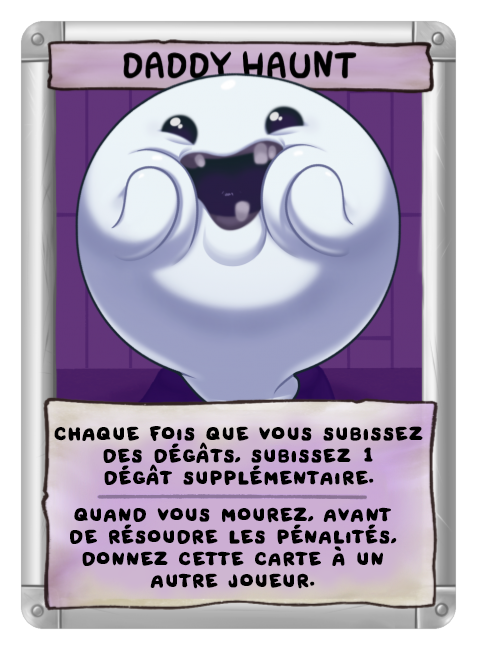 DADDY HAUNT
CHAQUE FOIS QUE VOUS SUBISSEZ
DES DÉGÂTS, SUBISSEZ 1
DÉGÂT SUPPLÉMENTAIRE.
QUAND VOUS MOUREZ, AVANT
DE RÉSOUDRE LES PÉNALITÉS,
DONNEZ CETTE CARTE À UN
AUTRE JOUEUR.